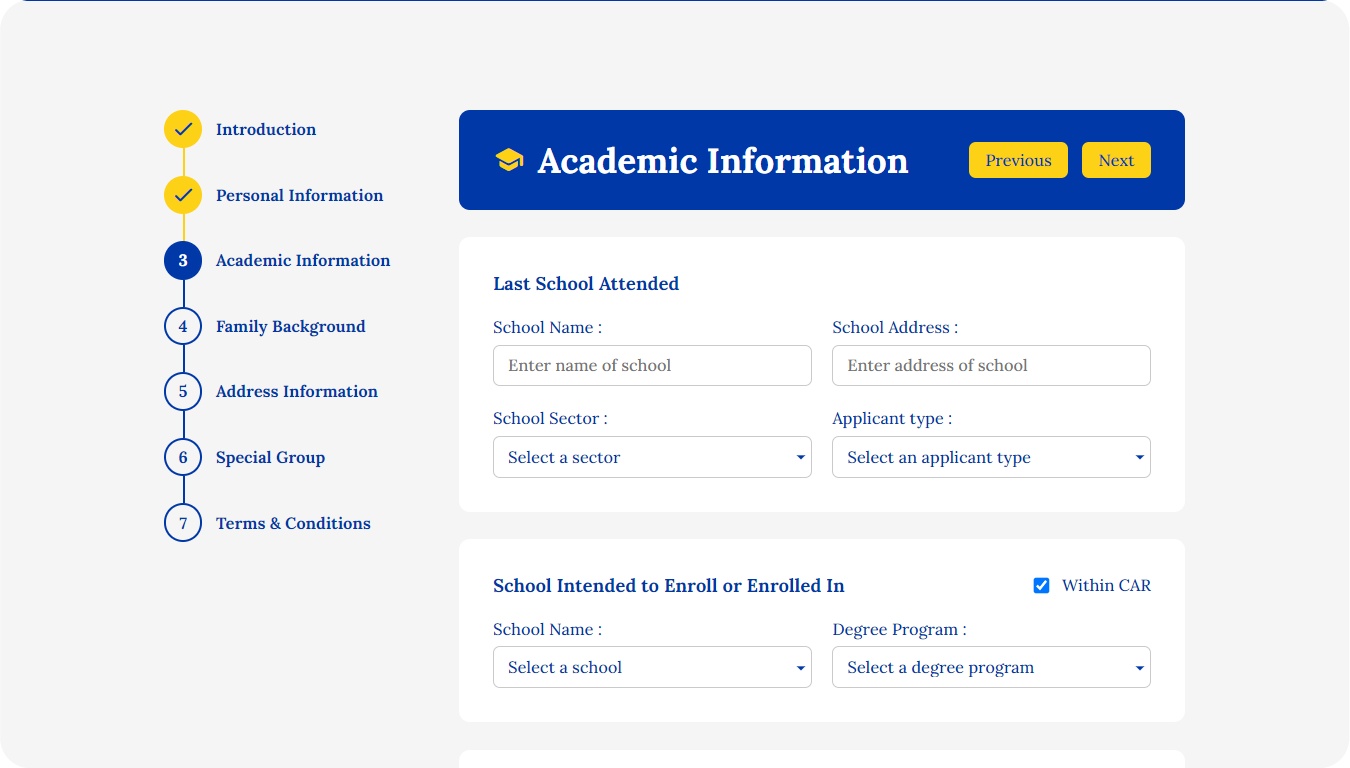 Introduction
Personal Information
3 Academic Information
4 Family Background
5 Address Information
6 Special Group
7 Terms & Conditions
Academic Information
Previous Next
Last School Attended
School Name : School Address :
Enter name of school Enter address of school
School Sector : Applicant type :
Select a sector Select an applicant type
School Intended to Enroll or Enrolled In Within CAR
School Name : Degree Program :
Select a school Select a degree program